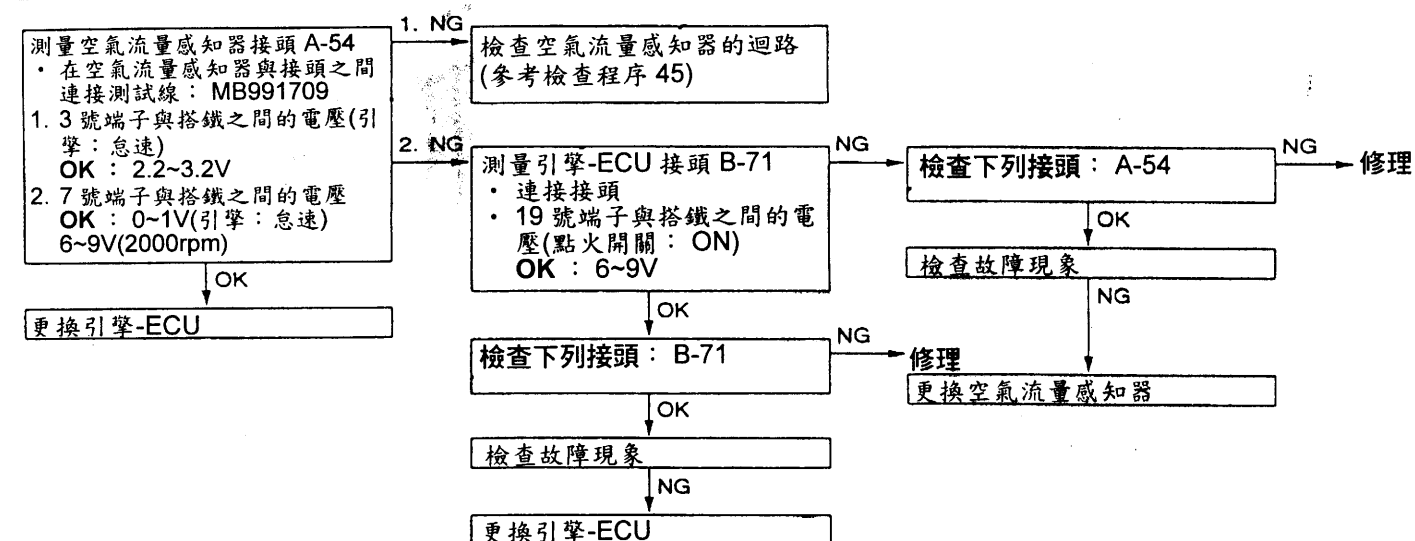 測量空氣流量感知器接頭 A-54
· 在空氣流量感知器與接頭之間
連接測試線：MB991709
1. 3 號端子與搭鐵之間的電壓(引
擎：怠速)
OK : 2.2~3.2V
2. 7 號端子與搭鐵之間的電壓
OK : 0~1V(引擎：怠速)
6~9V(2000rpm)
1. NG
檢查空氣流量感知器的迴路
(參考檢查程序 45)
2. NG
測量引擎-ECU 接頭 B-71
· 連接接頭
· 19 號端子與搭鐵之間的電
壓(點火開關：ON)
OK : 6~9V
NG
檢查下列接頭：A-54
NG
修理
OK
檢查故障現象
NG
更換空氣流量感知器
OK
更換引擎-ECU
OK
檢查下列接頭：B-71
NG
修理
OK
檢查故障現象
NG
更換引擎-ECU